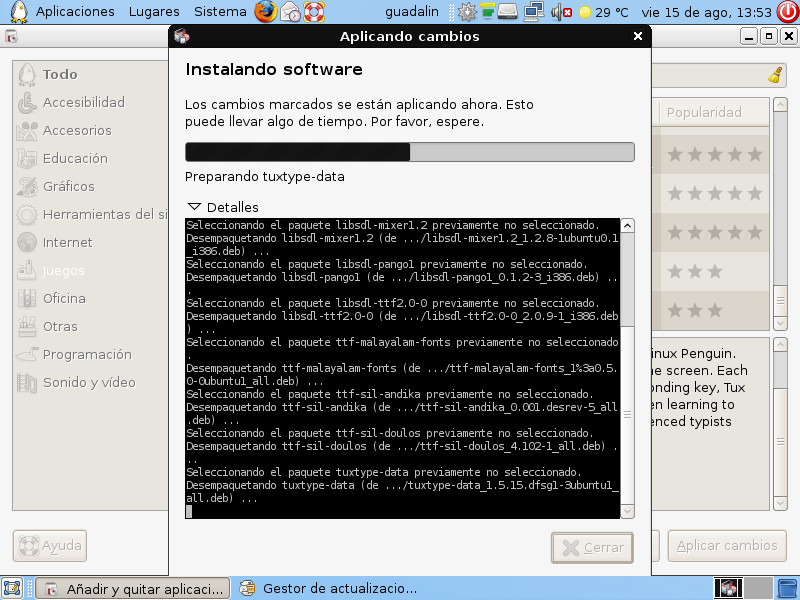 Aplicaciones Lugares Sistema guadalin 29 °C vie 15 de ago, 13:53
Aplicando cambios
Instalando software
Los cambios marcados se están aplicando ahora. Esto
puede llevar algo de tiempo. Por favor, espere.
Preparando tuxtype-data
Detalles
Seleccionando el paquete libsdl-mixer1.2 previamente no seleccionado.
Desempaquetando libsdl-mixer1.2 (de .../libsdl-mixer1.2_1.2.8-1ubuntu0.1
_i386.deb) ...
Seleccionando el paquete libsdl-pango1 previamente no seleccionado.
Desempaquetando libsdl-pango1 (de .../libsdl-pango1_0.1.2-3_i386.deb) ..
.
Seleccionando el paquete libsdl-ttf2.0-0 previamente no seleccionado.
Desempaquetando libsdl-ttf2.0-0 (de .../libsdl-ttf2.0-0_2.0.9-1_i386.deb
) ...
Seleccionando el paquete ttf-malayalam-fonts previamente no seleccionado
.
Desempaquetando ttf-malayalam-fonts (de .../ttf-malayalam-fonts_1%3a0.5.
0-0ubuntu1_all.deb) ...
Seleccionando el paquete ttf-sil-andika previamente no seleccionado.
Desempaquetando ttf-sil-andika (de .../ttf-sil-andika_0.001.desrev-5_all
.deb) ...
Seleccionando el paquete ttf-sil-doulos previamente no seleccionado.
Desempaquetando ttf-sil-doulos (de .../ttf-sil-doulos_4.102-1_all.deb) .
..
Seleccionando el paquete tuxtype-data previamente no seleccionado.
Desempaquetando tuxtype-data (de .../tuxtype-data_1.5.15.dfsg1-3ubuntu1_
all.deb) ...
Cerrar
Todo
Accesibilidad
Accesorios
Educación
Gráficos
Herramientas del si
Internet
Juegos
Oficina
Otras
Programación
Sonido y vídeo
Popularidad
inux Penguin.
e screen. Each
onding key, Tux
en learning to
enced typists
Ayuda
Aplicar cambios
Añadir y quitar aplicaci... Gestor de actualizacio...